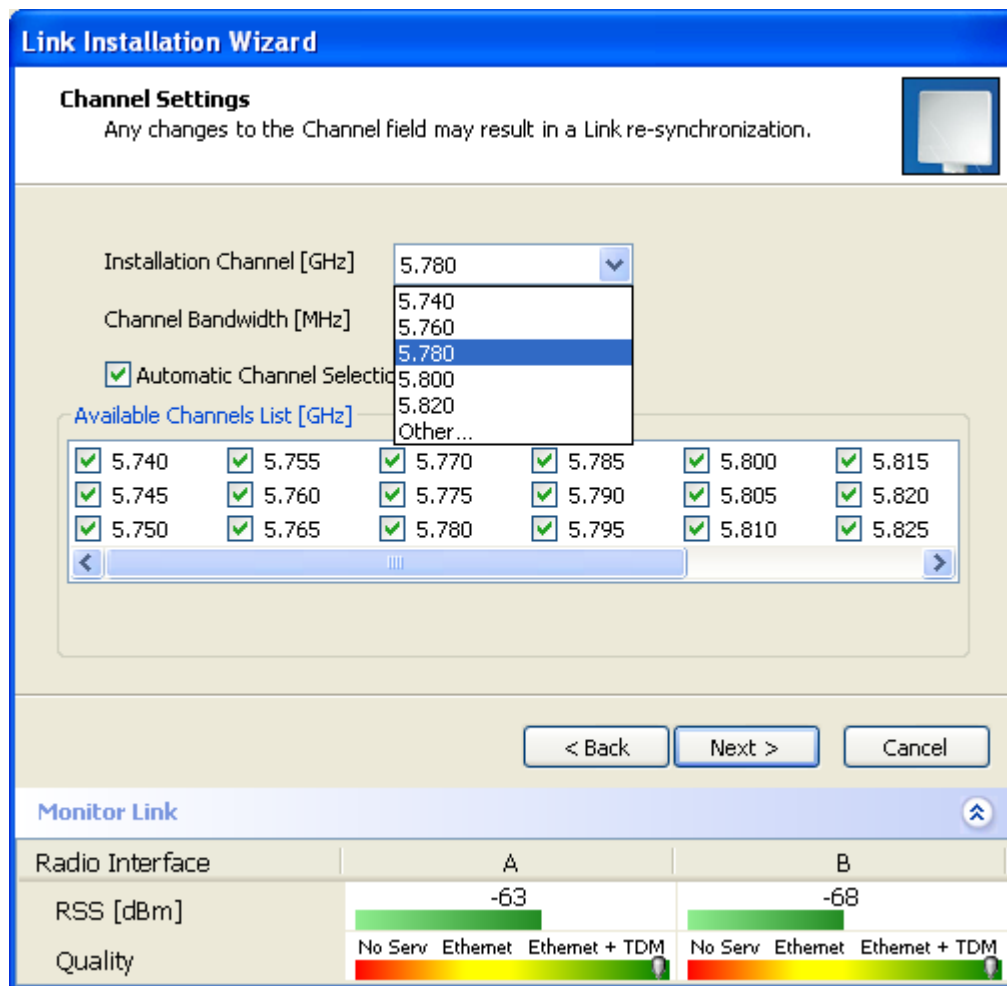 Link Installation Wizard
Channel Settings
Any changes to the Channel field may result in a Link re-synchronization.
Installation Channel [GHz] 5.780
5.740
Channel Bandwidth [MHz] 5.760
5.780
Automatic Channel 5.800
5.820
Available Channels List [GHz]
Other...
5.740 5.755 5.770 5.785 5.800 5.815
5.745 5.760 5.775 5.790 5.805 5.820
5.750 5.765 5.780 5.795 5.810 5.825
< Back Next > Cancel
Monitor Link
Radio Interface A B
RSS [dBm] -63 -68
Quality No Serv Ethernet Ethernet + TDM No Serv Ethernet Ethernet + TDM